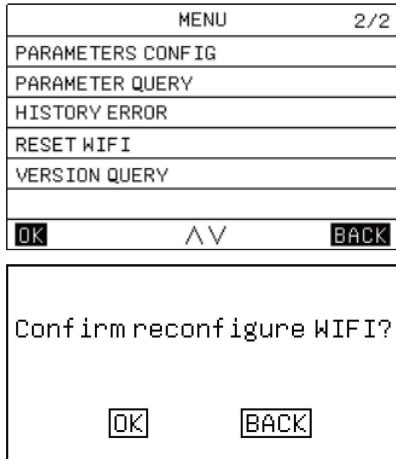 MENU 2/2
PARAMETERS CONFIG
PARAMETER QUERY
HISTORY ERROR
RESET WIFI
VERSION QUERY
OK ∧∨ BACK
Confirm reconfigure WIFI?
OK BACK